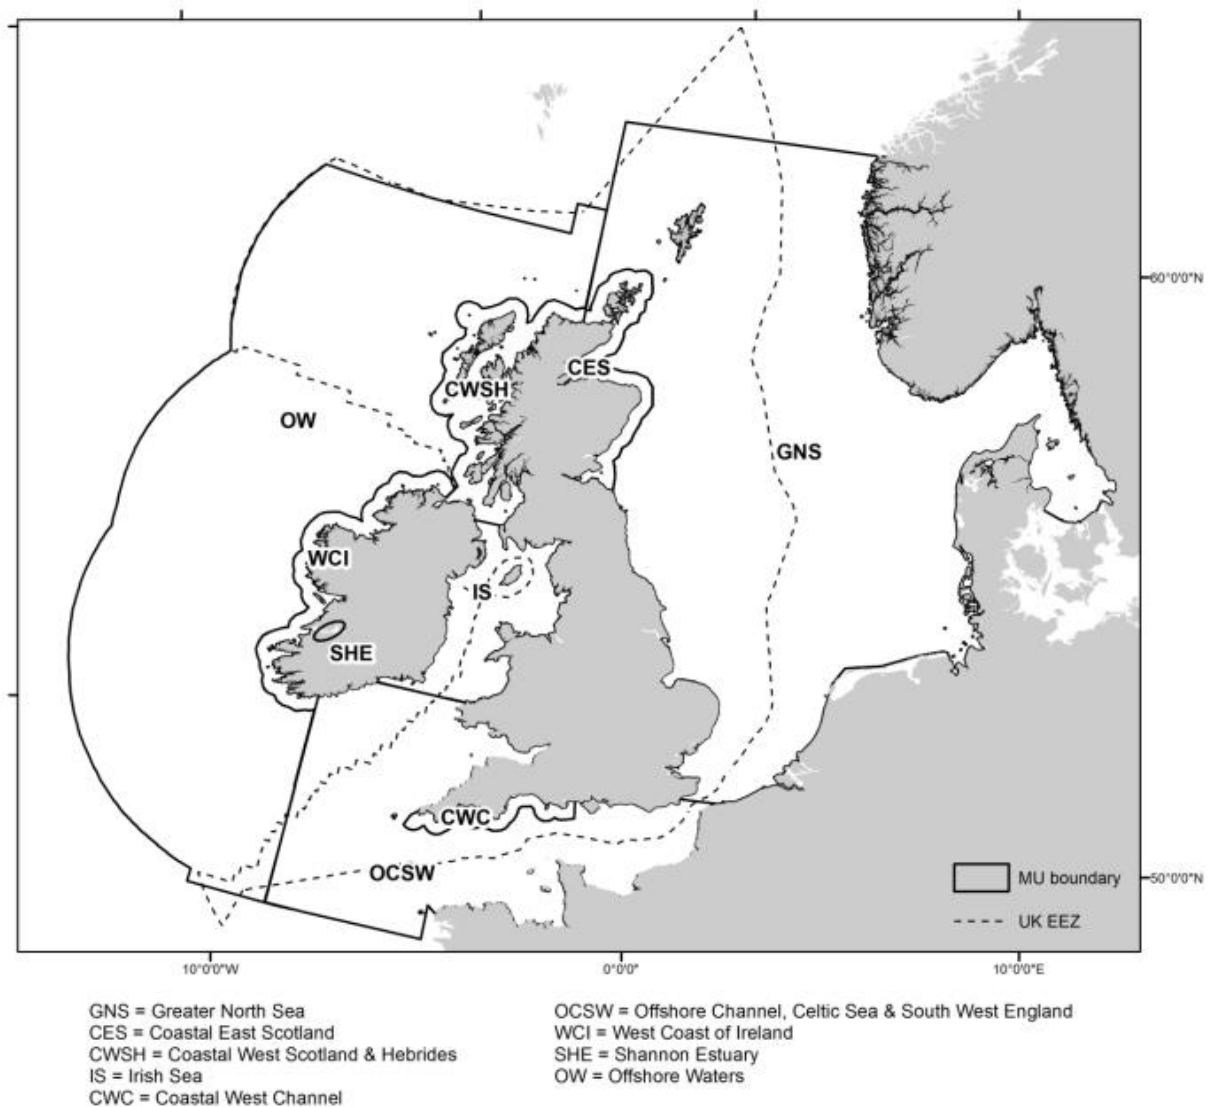 60°0'0"N
CES
CWSH
OW
GNS
WCI
IS
SHE
CWC
OCSW
MU boundary
50°0'0"N
UK EEZ
10°0'0"W
0°0'0"
10°0'0"E
GNS = Greater North Sea
CES = Coastal East Scotland
CWSH = Coastal West Scotland & Hebrides
IS = Irish Sea
CWC = Coastal West Channel
OCSW = Offshore Channel, Celtic Sea & South West England
WCI = West Coast of Ireland
SHE = Shannon Estuary
OW = Offshore Waters